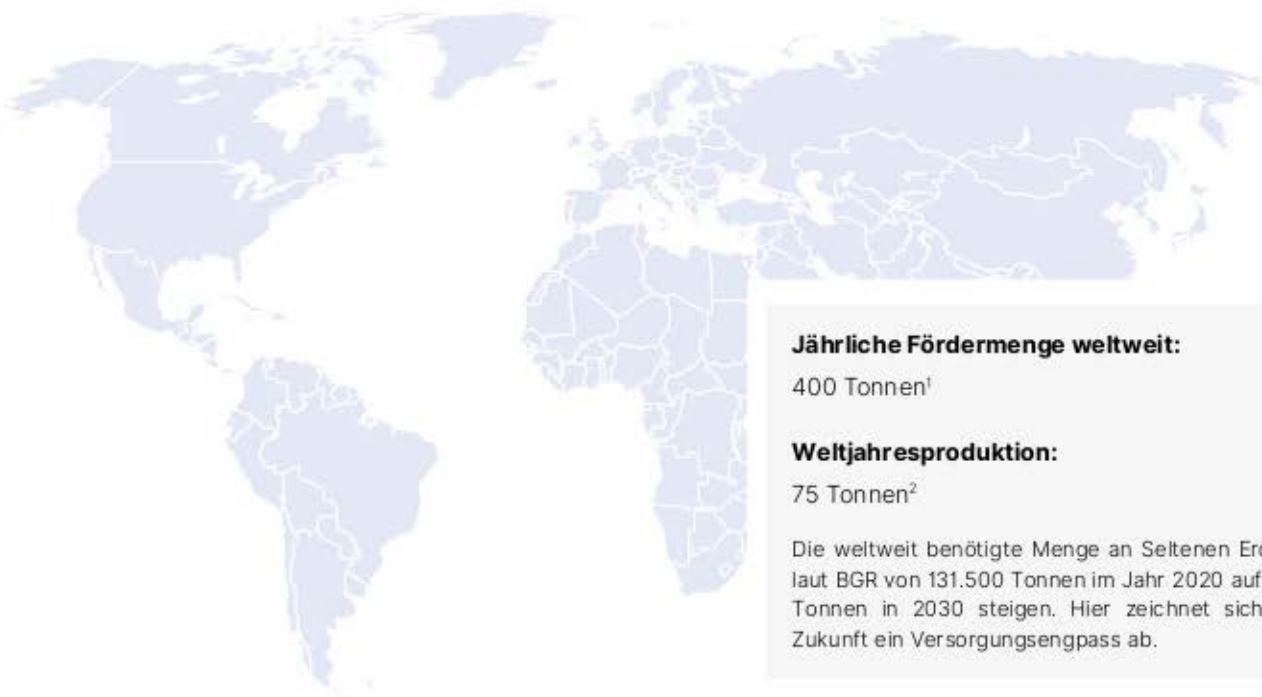 Jährliche Fördermenge weltweit:
400 Tonnen¹
Weltjahresproduktion:
75 Tonnen²
Die weltweit benötigte Menge an Seltenen
laut BGR von 131.500 Tonnen im Jahr 2020 auf
Tonnen in 2030 steigen. Hier zeichnet sich
Zukunft ein Versorgungsengpass ab.